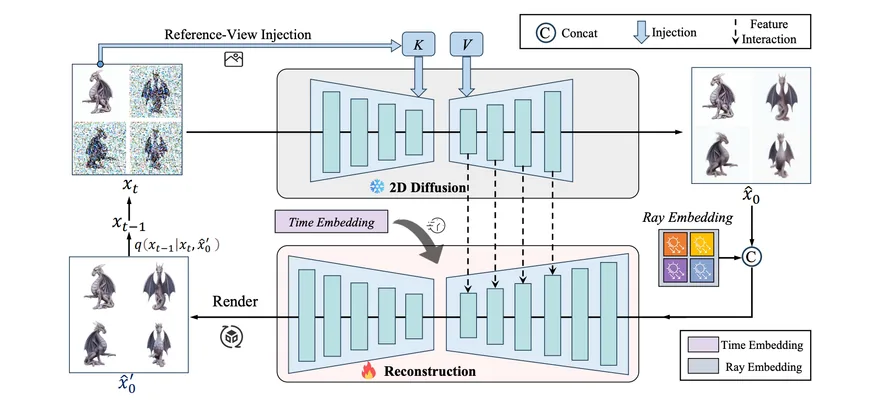 Reference-View Injection
K
V
C Concat
Injection
Feature
Interaction
x_t
2D Diffusion
x̂_0
x_{t-1}
q(x_{t-1}|x_t, x̂′_0)
Time Embedding
Ray Embedding
C
Render
x̂′_0
Reconstruction
Time Embedding
Ray Embedding